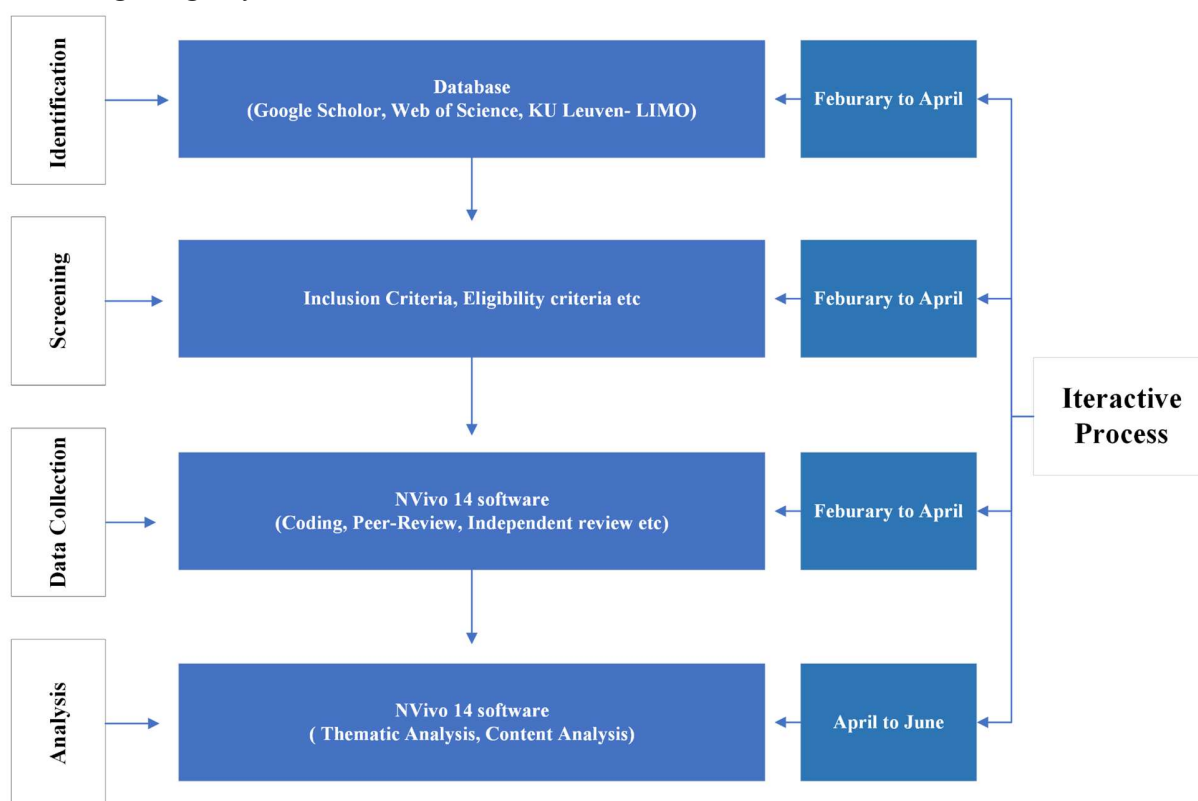 Identification
Database
(Google Scholor, Web of Science, KU Leuven- LIMO)
Feburary to April
Screening
Inclusion Criteria, Eligibility criteria etc
Feburary to April
Iteractive
Process
Data Collection
NVivo 14 software
(Coding, Peer-Review, Independent review etc)
Feburary to April
Analysis
NVivo 14 software
( Thematic Analysis, Content Analysis)
April to June